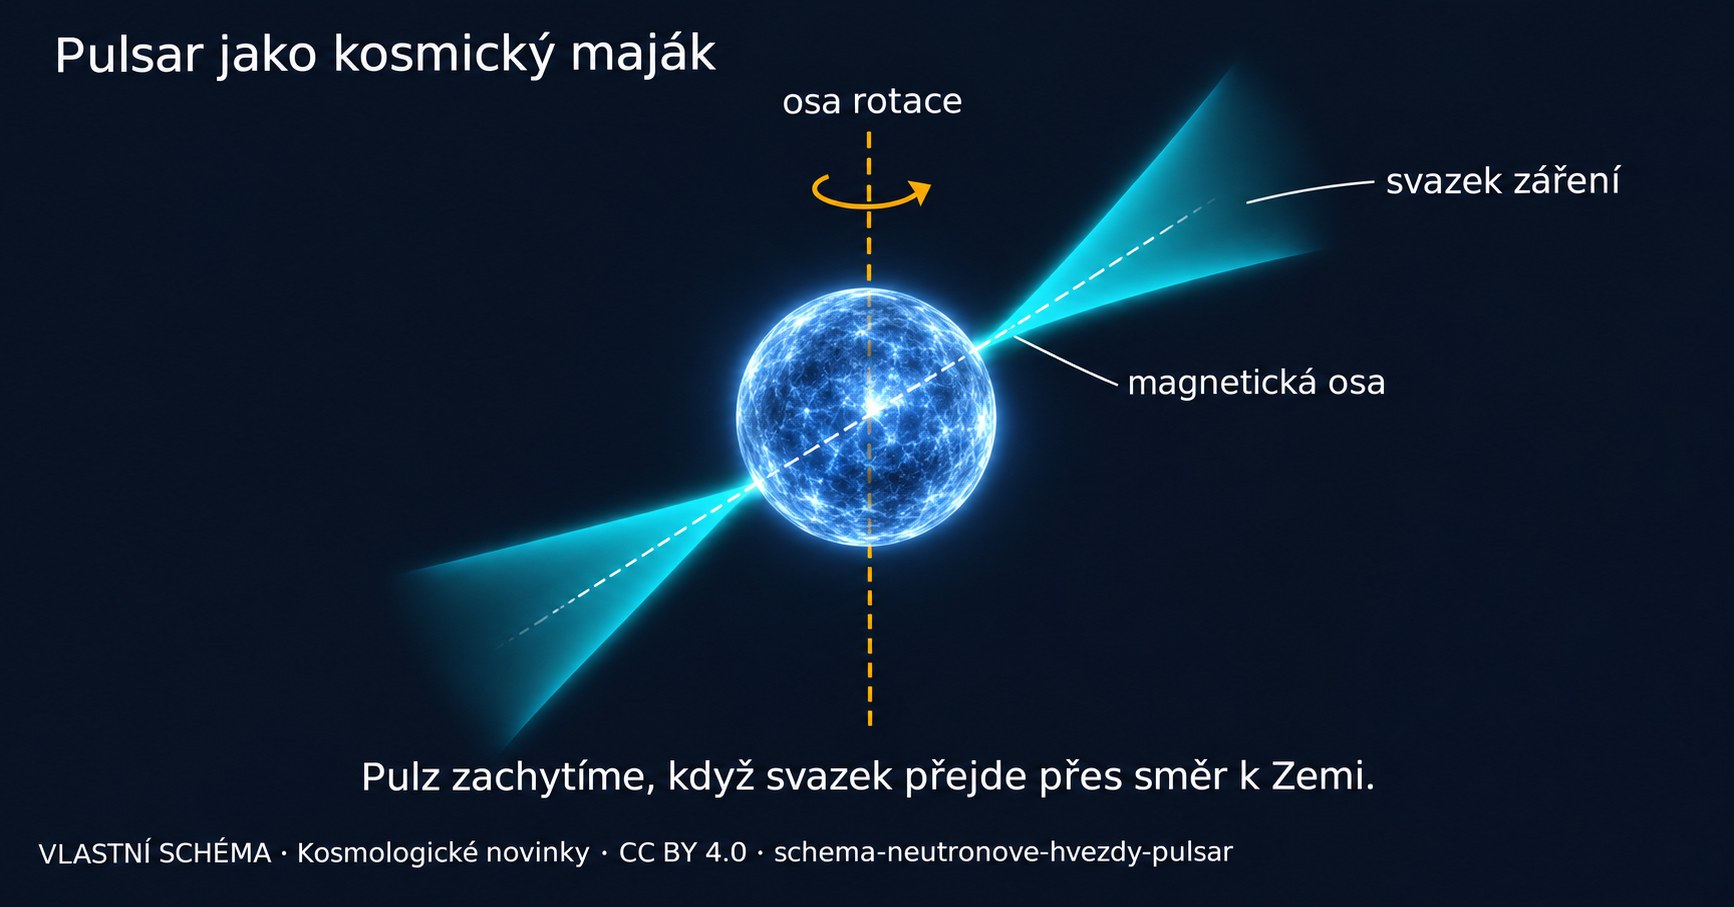 Pulsar jako kosmický maják
osa rotace
svazek záření
magnetická osa
Pulz zachytíme, když svazek přejde přes směr k Zemi.
VLASTNÍ SCHÉMA · Kosmologické novinky · CC BY 4.0 · schema-neutronove-hvezdy-pulsar